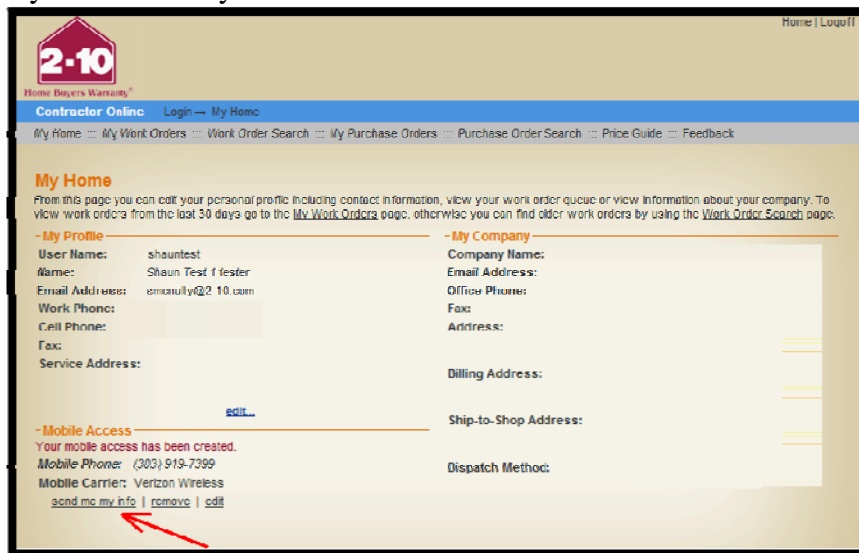 Home | Logoff
2-10
Home Buyers Warranty®
Contractor Online Login → My Home
My Home ::: My Work Orders ::: Work Order Search ::: My Purchase Orders ::: Purchase Order Search ::: Price Guide ::: Feedback
My Home
From this page you can edit your personal profile including contact information, view your work order queue or view information about your company. To
view work orders from the last 30 days go to the My Work Orders page, otherwise you can find older work orders by using the Work Order Search page.
My Profile
User Name: shauntest
Name: Shaun Test
Email Address:
Work Phone:
Cell Phone:
Fax:
Service Address:
edit...
Mobile Access
Your mobile access has been created.
Mobile Phone: (303) 919-7399
Mobile Carrier: Verizon Wireless
send me my info | remove | edit
My Company
Company Name:
Email Address:
Office Phone:
Fax:
Address:
Billing Address:
Ship-to-Shop Address:
Dispatch Method: